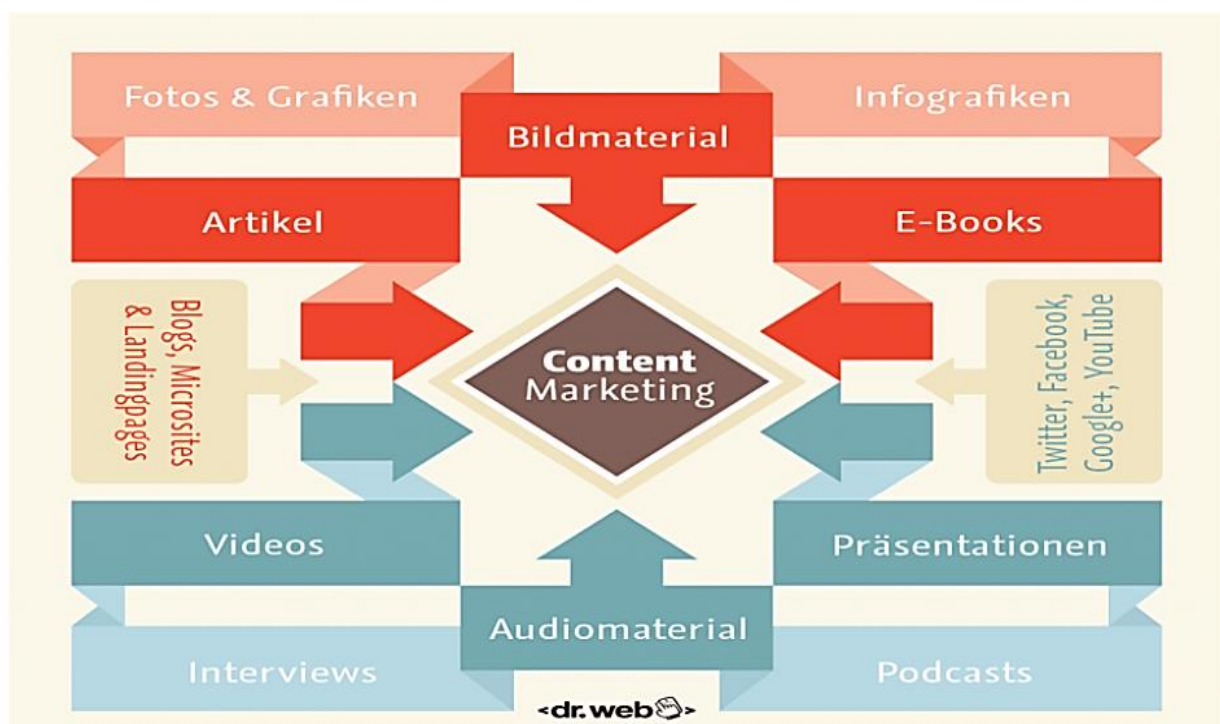 Fotos & Grafiken
Bildmaterial
Infografiken
Artikel
E-Books
Blogs, Microsites
& Landingpages
Content
Marketing
Twitter, Facebook,
Google+, YouTube
Videos
Präsentationen
Audiomaterial
Interviews
Podcasts
<dr.web>